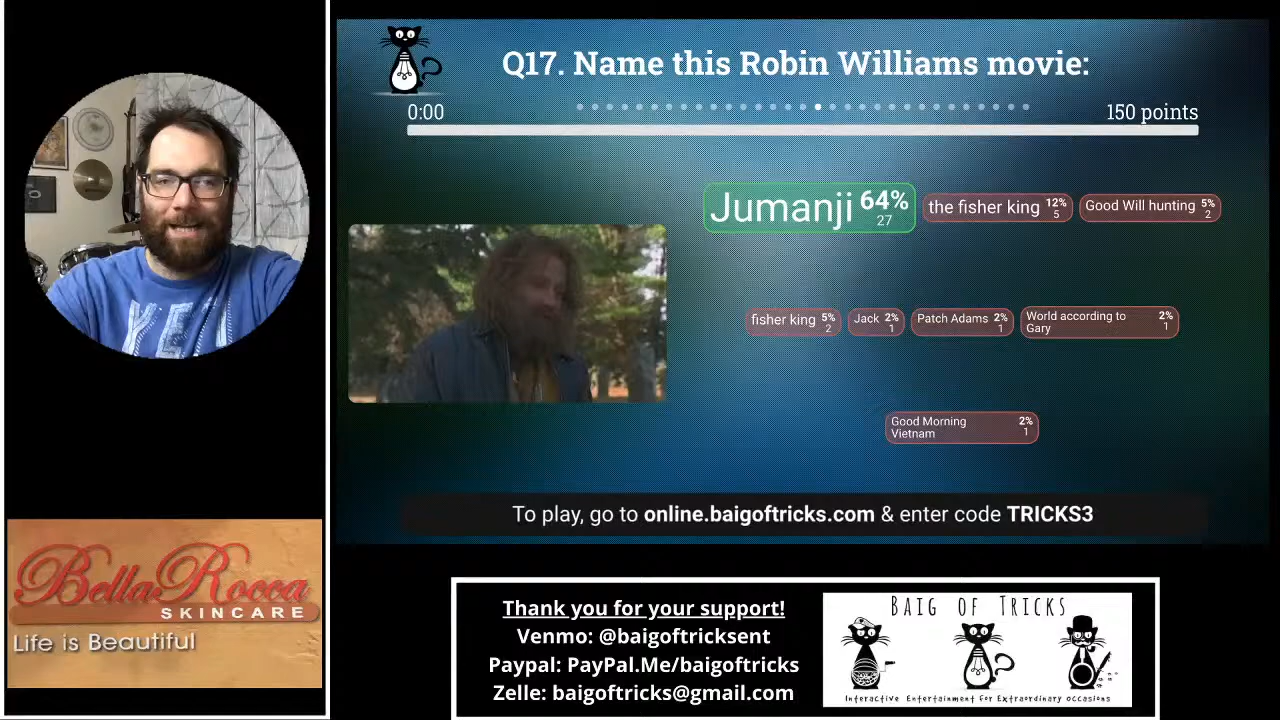 Q17. Name this Robin Williams movie:
0:00
150 points
Jumanji 64% 27
the fisher king 12% 5
Good Will hunting 5% 2
fisher king 5% 2
Jack 2% 1
Patch Adams 2% 1
World according to
Gary
2% 1
Good Morning
Vietnam
2% 1
To play, go to online.baigoftricks.com & enter code TRICKS3
BellaRocca
SKINCARE
Life is Beautiful
Thank you for your support!
Venmo: @baigoftricksent
Paypal: PayPal.Me/baigoftricks
Zelle: baigoftricks@gmail.com
BAIG OF TRICKS
Interactive Entertainment for Extraordinary occasions